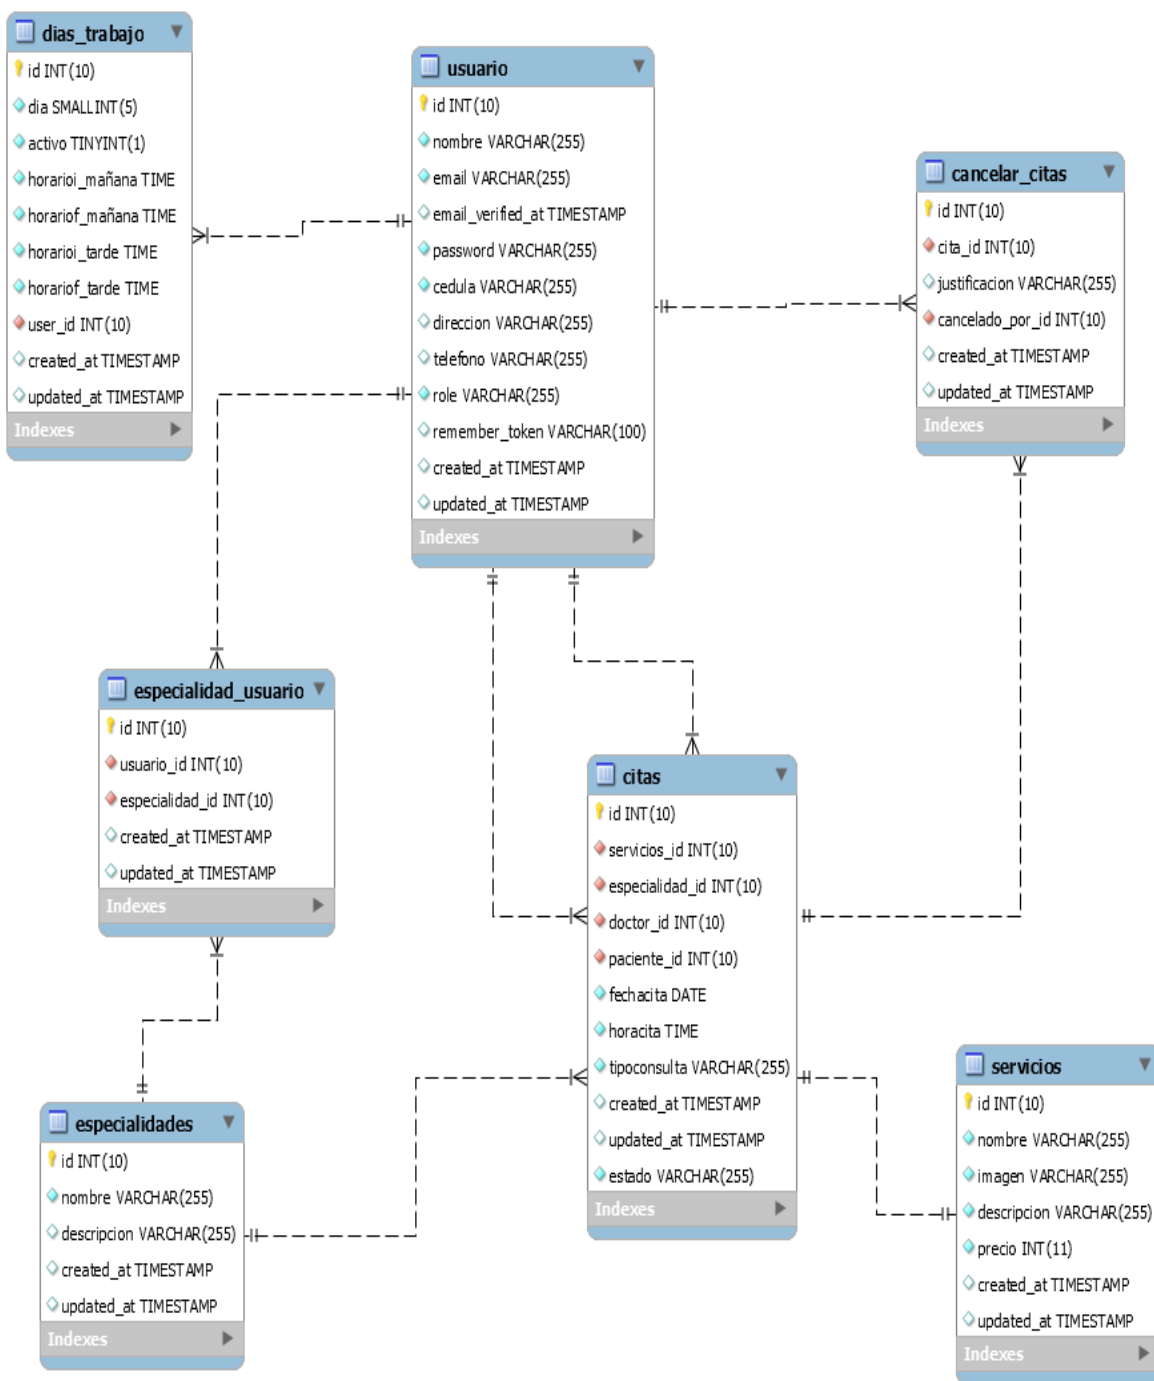 dias_trabajo
id INT(10)
dia SMALLINT(5)
activo TINYINT(1)
horarioi_mañana TIME
horariof_mañana TIME
horarioi_tarde TIME
horariof_tarde TIME
user_id INT(10)
created_at TIMESTAMP
updated_at TIMESTAMP
Indexes
usuario
id INT(10)
nombre VARCHAR(255)
email VARCHAR(255)
email_verified_at TIMESTAMP
password VARCHAR(255)
cedula VARCHAR(255)
direccion VARCHAR(255)
telefono VARCHAR(255)
role VARCHAR(255)
remember_token VARCHAR(100)
created_at TIMESTAMP
updated_at TIMESTAMP
Indexes
cancelar_citas
id INT(10)
cita_id INT(10)
justificacion VARCHAR(255)
cancelado_por_id INT(10)
created_at TIMESTAMP
updated_at TIMESTAMP
Indexes
especialidad_usuario
id INT(10)
usuario_id INT(10)
especialidad_id INT(10)
created_at TIMESTAMP
updated_at TIMESTAMP
Indexes
citas
id INT(10)
servicios_id INT(10)
especialidad_id INT(10)
doctor_id INT(10)
paciente_id INT(10)
fechacita DATE
horacita TIME
tipoconsulta VARCHAR(255)
created_at TIMESTAMP
updated_at TIMESTAMP
estado VARCHAR(255)
Indexes
especialidades
id INT(10)
nombre VARCHAR(255)
descripcion VARCHAR(255)
created_at TIMESTAMP
updated_at TIMESTAMP
Indexes
servicios
id INT(10)
nombre VARCHAR(255)
imagen VARCHAR(255)
descripcion VARCHAR(255)
precio INT(11)
created_at TIMESTAMP
updated_at TIMESTAMP
Indexes